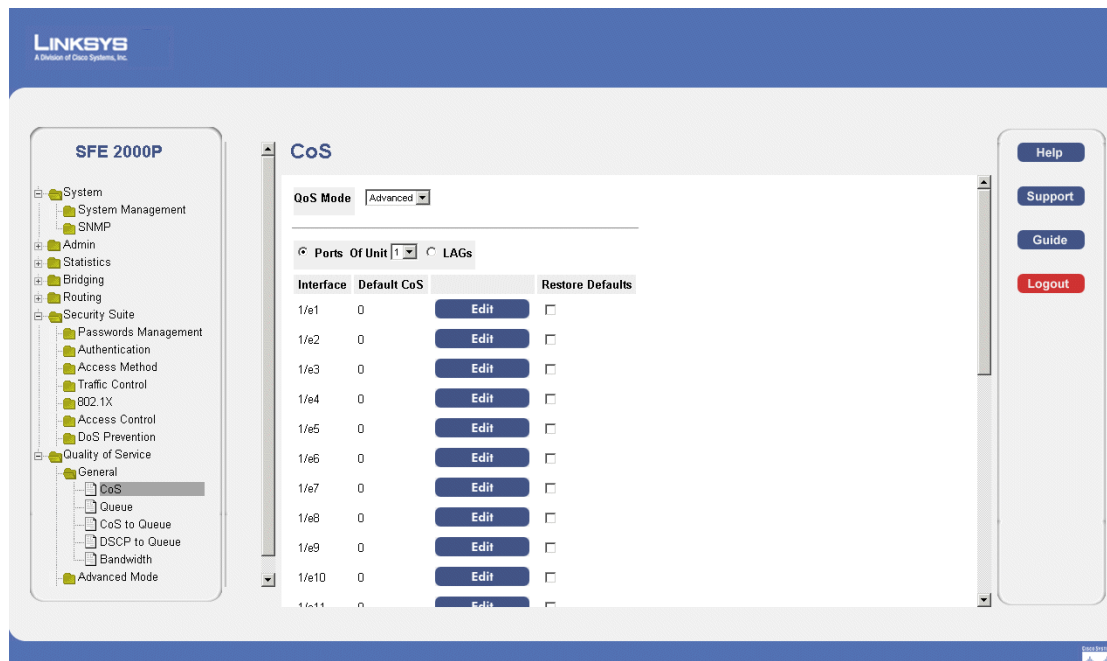 LINKSYS
A Division of Cisco Systems, Inc.
SFE 2000P
System
System Management
SNMP
Admin
Statistics
Bridging
Routing
Security Suite
Passwords Management
Authentication
Access Method
Traffic Control
802.1X
Access Control
DoS Prevention
Quality of Service
General
CoS
Queue
CoS to Queue
DSCP to Queue
Bandwidth
Advanced Mode
CoS
QoS Mode Advanced
Ports Of Unit 1 LAGs
Interface Default CoS Restore Defaults
1/e1 0 Edit
1/e2 0 Edit
1/e3 0 Edit
1/e4 0 Edit
1/e5 0 Edit
1/e6 0 Edit
1/e7 0 Edit
1/e8 0 Edit
1/e9 0 Edit
1/e10 0 Edit
1/e11 0 Edit
Help
Support
Guide
Logout